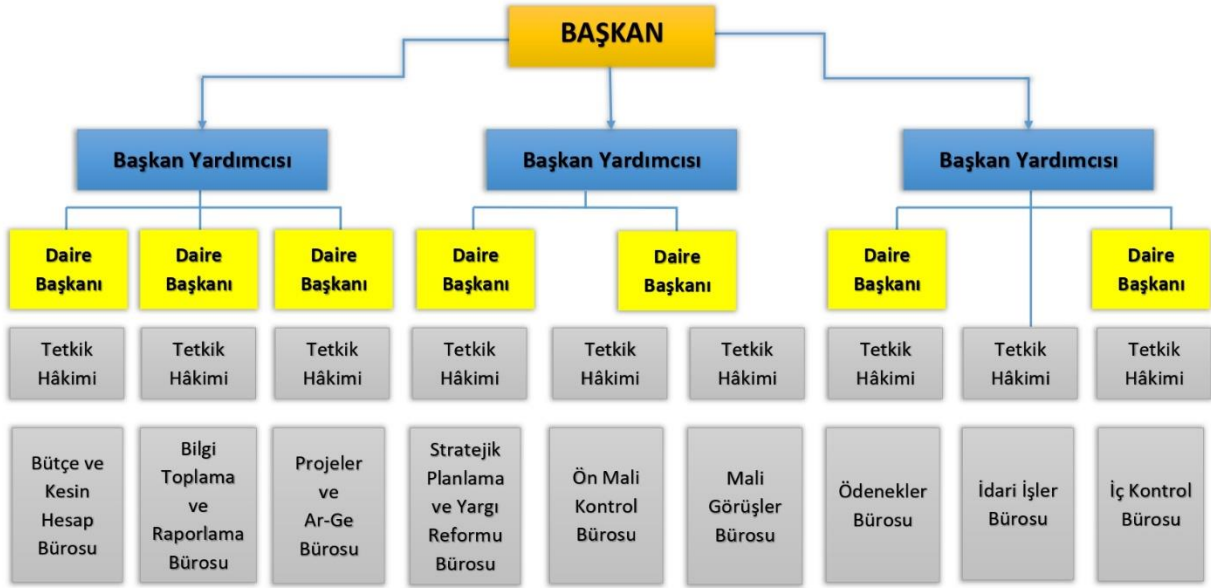 BAŞKAN
Başkan Yardımcısı
Başkan Yardımcısı
Başkan Yardımcısı
Daire
Başkanı
Daire
Başkanı
Daire
Başkanı
Daire
Başkanı
Daire
Başkanı
Daire
Başkanı
Daire
Başkanı
Tetkik
Hâkimi
Tetkik
Hâkimi
Tetkik
Hâkimi
Tetkik
Hâkimi
Tetkik
Hâkimi
Tetkik
Hâkimi
Tetkik
Hâkimi
Tetkik
Hâkimi
Tetkik
Hâkimi
Bütçe ve
Kesin
Hesap
Bürosu
Bilgi
Toplama
ve
Raporlama
Bürosu
Projeler
ve
Ar-Ge
Bürosu
Stratejik
Planlama
ve Yargı
Reformu
Bürosu
Ön Mali
Kontrol
Bürosu
Mali
Görüşler
Bürosu
Ödenekler
Bürosu
İdari İşler
Bürosu
İç Kontrol
Bürosu